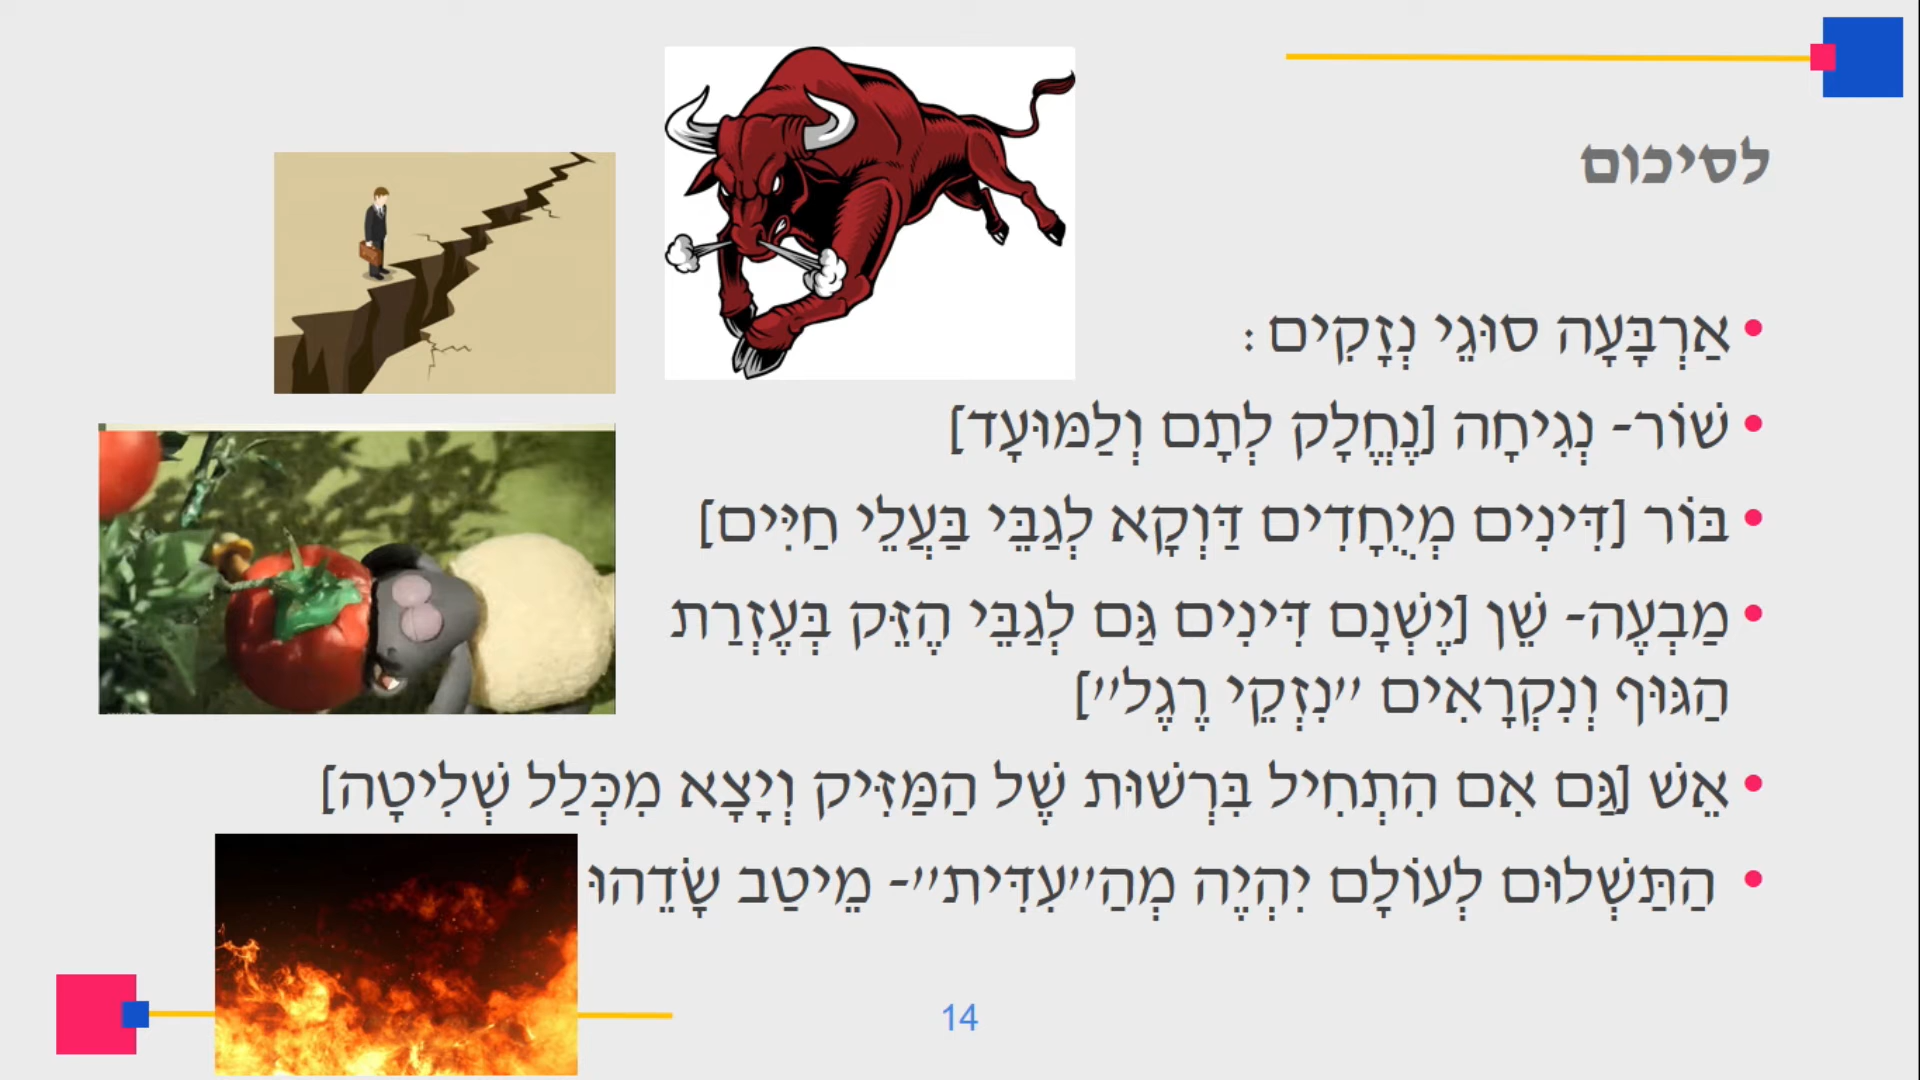 לסיכום
אַרְבָּעָה סוּגֵי נְזָקִים:
שׁוֹר- נְגִיחָה [נֶחֱלָק לְתָם וְלַמּוּעָד]
בּוֹר [דִּינִים מְיֻחָדִים דַּוְקָא לְגַבֵּי בַּעֲלֵי חַיִּים]
מַבְעֶה- שֵׁן [יֶשְׁנָם דִּינִים גַּם לְגַבֵּי הֶזֵּק בְּעֶזְרַת
הַגּוּף וְנִקְרָאִים "נִזְקֵי רֶגֶל"]
אֵשׁ [גַּם אִם הִתְחִיל בִּרְשׁוּת שֶׁל הַמַּזִּיק וְיָצָא מִכְּלַל שְׁלִיטָה]
הַתַּשְׁלוּם לְעוֹלָם יִהְיֶה מְהַ"עִדִּית"- מֵיטַב שָׂדֵהוּ
14